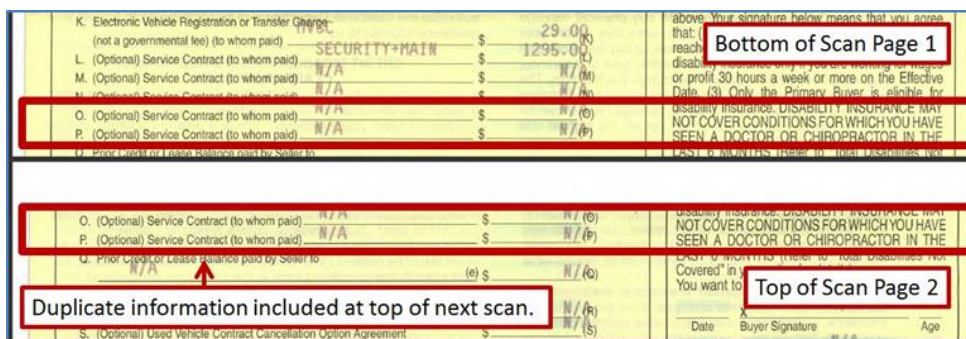 K. Electronic Vehicle Registration or Transfer Charge
(not a governmental fee) (to whom paid) $ 29.00 (K)
L. (Optional) Service Contract (to whom paid) SECURITY+MAIN $ 1295.00 (L)
M. (Optional) Service Contract (to whom paid) N/A $ N/A (M)
N. (Optional) Service Contract (to whom paid) N/A $ N/A (N)
O. (Optional) Service Contract (to whom paid) N/A $ N/A (O)
P. (Optional) Service Contract (to whom paid) N/A $ N/A (P)
Q. Prior Credit or Lease Balance paid by Seller to
above. Your signature below means that you agree
that:
Bottom of Scan Page 1
disability insurance only if you are working for wages
or profit 30 hours a week or more on the Effective
Date. (3) Only the Primary Buyer is eligible for
disability insurance. DISABILITY INSURANCE MAY
NOT COVER CONDITIONS FOR WHICH YOU HAVE
SEEN A DOCTOR OR CHIROPRACTOR IN THE
LAST 6 MONTHS (Refer to "Total Disabilities Not
O. (Optional) Service Contract (to whom paid) N/A $ N/A (O)
P. (Optional) Service Contract (to whom paid) N/A $ N/A (P)
Q. Prior Credit or Lease Balance paid by Seller to
N/A (e) $ N/A (Q)
Duplicate information included at top of next scan.
(R)
S. (Optional) Used Vehicle Contract Cancellation Option Agreement $ (S)
disability insurance. DISABILITY INSURANCE MAY
NOT COVER CONDITIONS FOR WHICH YOU HAVE
SEEN A DOCTOR OR CHIROPRACTOR IN THE
LAST 6 MONTHS (Refer to "Total Disabilities Not
Covered" in
You want to
Top of Scan Page 2
X
Date Buyer Signature Age
N/A